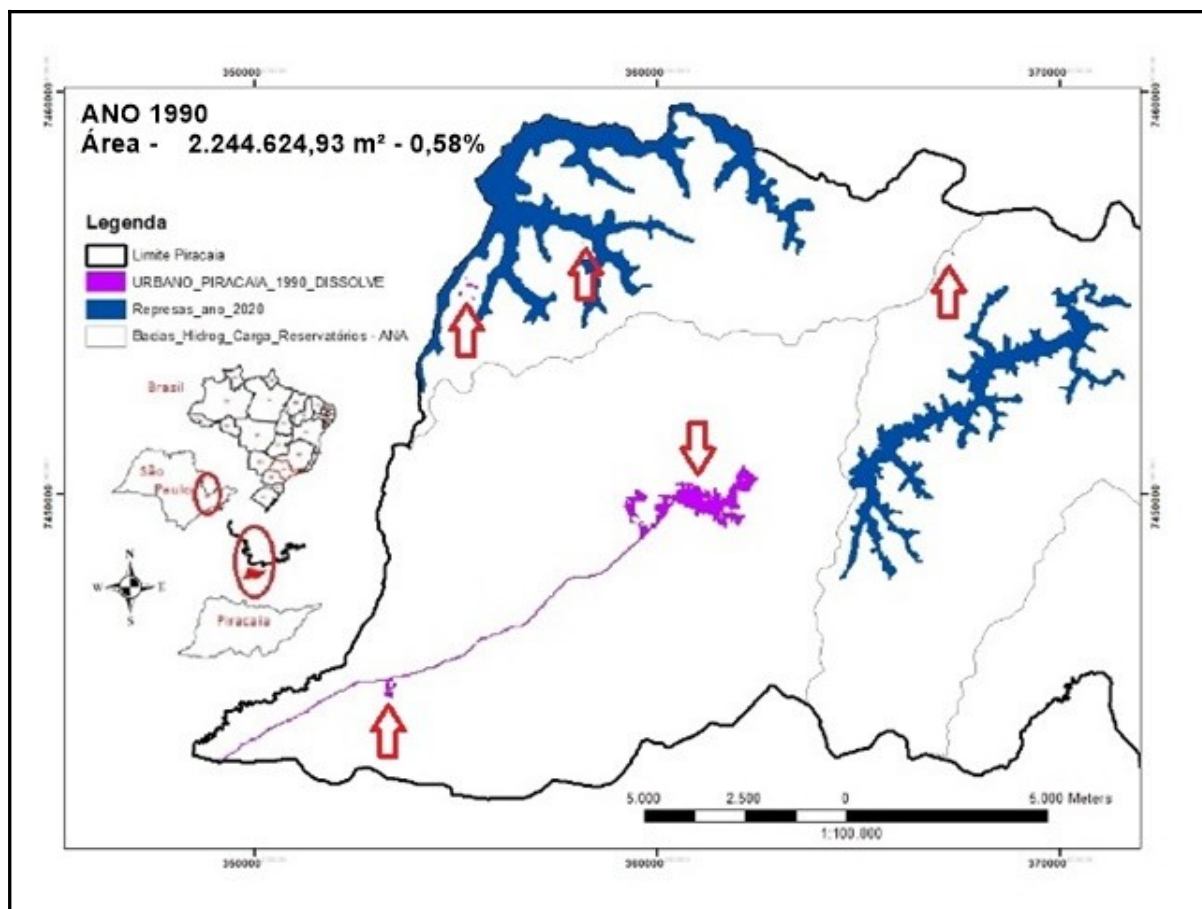 350000
360000
370000
7460000
7460000
ANO 1990
Área - 2.244.624,93 m² - 0,58%
Legenda
Limite Piracaia
URBANO_PIRACAIA_1990_DISSOLVE
Represas_ano_2020
Bacias_Hidrog_Carga_Reservatórios - ANA
Brasil
São
Paulo
N
W E
S
Piracaia
7450000
7450000
5.000 2.500 0 5.000 Meters
1:100.000
350000
360000
370000